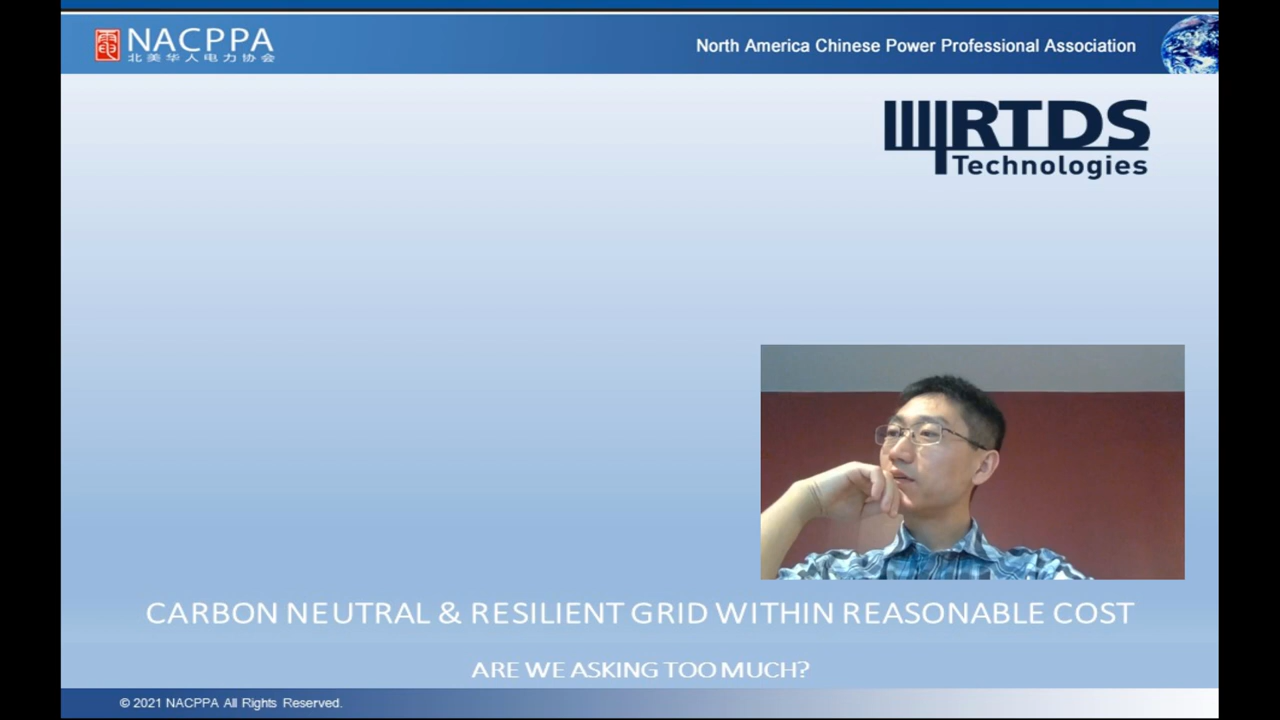 NACPPA
北美华人电力协会
North America Chinese Power Professional Association
RTDS
Technologies
CARBON NEUTRAL & RESILIENT GRID WITHIN REASONABLE COST
ARE WE ASKING TOO MUCH?
© 2021 NACPPA All Rights Reserved.